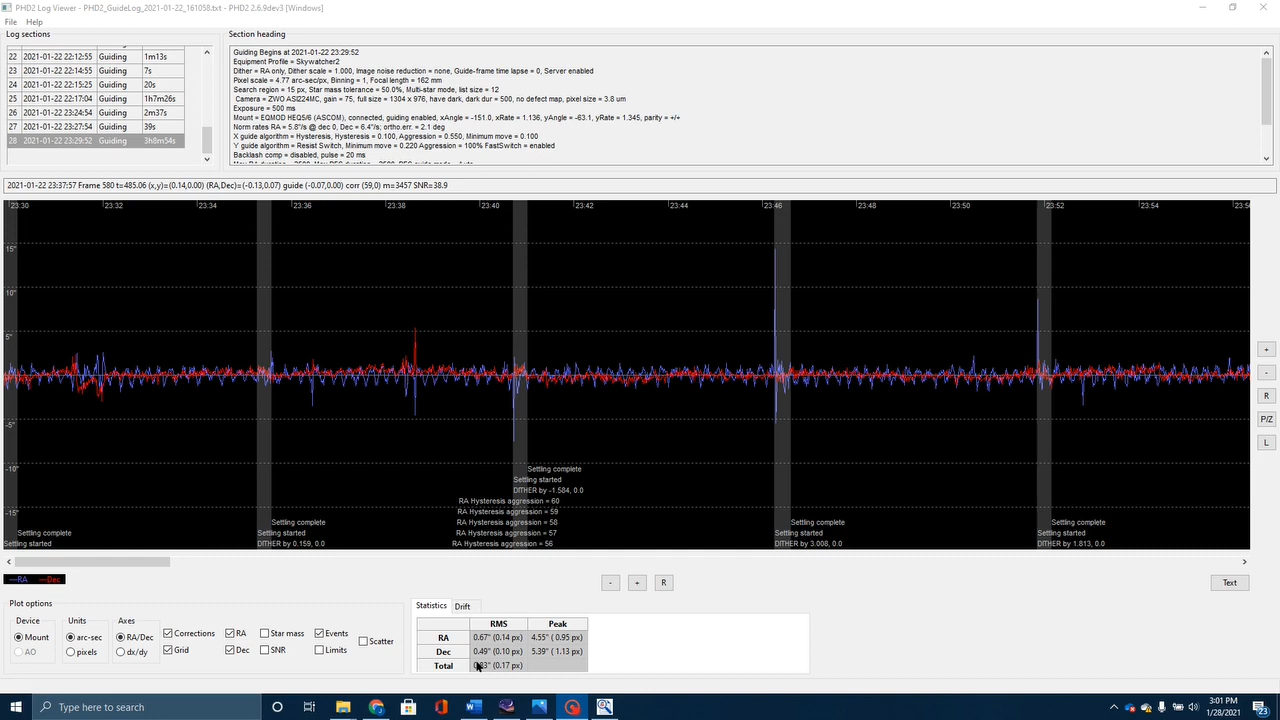 PHD2 Log Viewer - PHD2_GuideLog_2021-01-22_161058.txt - PHD2 2.6.9dev3 [Windows]
File Help
Log sections
22 2021-01-22 22:12:55 Guiding 1m13s
23 2021-01-22 22:14:55 Guiding 7s
24 2021-01-22 22:15:25 Guiding 20s
25 2021-01-22 22:17:04 Guiding 1h7m26s
26 2021-01-22 23:24:54 Guiding 2m37s
27 2021-01-22 23:27:54 Guiding 39s
28 2021-01-22 23:29:52 Guiding 3h8m54s
Section heading
Guiding Begins at 2021-01-22 23:29:52
Equipment Profile = Skywatcher2
Dither = RA only, Dither scale = 1.000, Image noise reduction = none, Guide-frame time lapse = 0, Server enabled
Pixel scale = 4.77 arc-sec/px, Binning = 1, Focal length = 162 mm
Search region = 15 px, Star mass tolerance = 50.0%, Multi-star mode, list size = 12
Camera = ZWO ASI224MC, gain = 75, full size = 1304 x 976, have dark, dark dur = 500, no defect map, pixel size = 3.8 um
Exposure = 500 ms
Mount = EQMOD HEQ5/6 (ASCOM), connected, guiding enabled, xAngle = -151.0, xRate = 1.136, yAngle = -63.1, yRate = 1.345, parity = +/+
Norm rates RA = 5.8"/s @ dec 0, Dec = 6.4"/s; ortho.err. = 2.1 deg
X guide algorithm = Hysteresis, Hysteresis = 0.100, Aggression = 0.550, Minimum move = 0.100
Y guide algorithm = Resist Switch, Minimum move = 0.220 Aggression = 100% FastSwitch = enabled
Backlash comp = disabled, pulse = 20 ms
2021-01-22 23:37:57 Frame 580 t=485.06 (x,y)=(0.14,0.00) (RA,Dec)=(-0.13,0.07) guide (-0.07,0.00) corr (59,0) m=3457 SNR=38.9
23:30 23:32 23:34 23:36 23:38 23:40 23:42 23:44 23:46 23:48 23:50 23:52 23:54
15"
10"
5"
-5"
-10"
-15"
Settling complete
Settling started
Settling complete
Settling started
DITHER by 0.159, 0.0
Settling complete
Settling started
DITHER by -1.584, 0.0
RA Hysteresis aggression = 60
RA Hysteresis aggression = 59
RA Hysteresis aggression = 58
RA Hysteresis aggression = 57
RA Hysteresis aggression = 56
Settling complete
Settling started
DITHER by 3.008, 0.0
Settling complete
Settling started
DITHER by 1.813, 0.0
+
-
R
P/Z
L
RA Dec
- + R
Text
Plot options
Device
Mount
AO
Units
arc-sec
pixels
Axes
RA/Dec
dx/dy
Corrections RA Star mass Events Scatter
Grid Dec SNR Limits
Statistics Drift
RMS Peak
RA 0.67" (0.14 px) 4.55" ( 0.95 px)
Dec 0.49" (0.10 px) 5.39" ( 1.13 px)
Total (0.17 px)
Type here to search
3:01 PM
1/28/2021
23